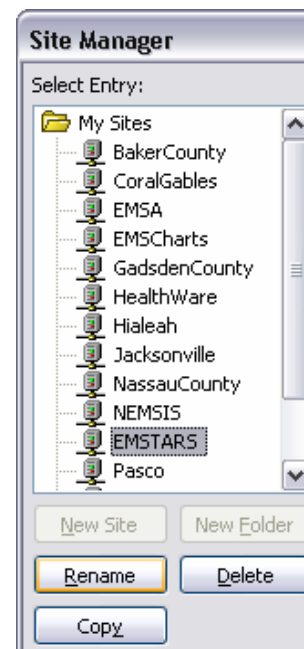 Site Manager
Select Entry:
My Sites
BakerCounty
CoralGables
EMSA
EMSCharts
GadsdenCounty
HealthWare
Hialeah
Jacksonville
NassauCounty
NEMSIS
EMSTARS
Pasco
New Site New Folder
Rename Delete
Copy